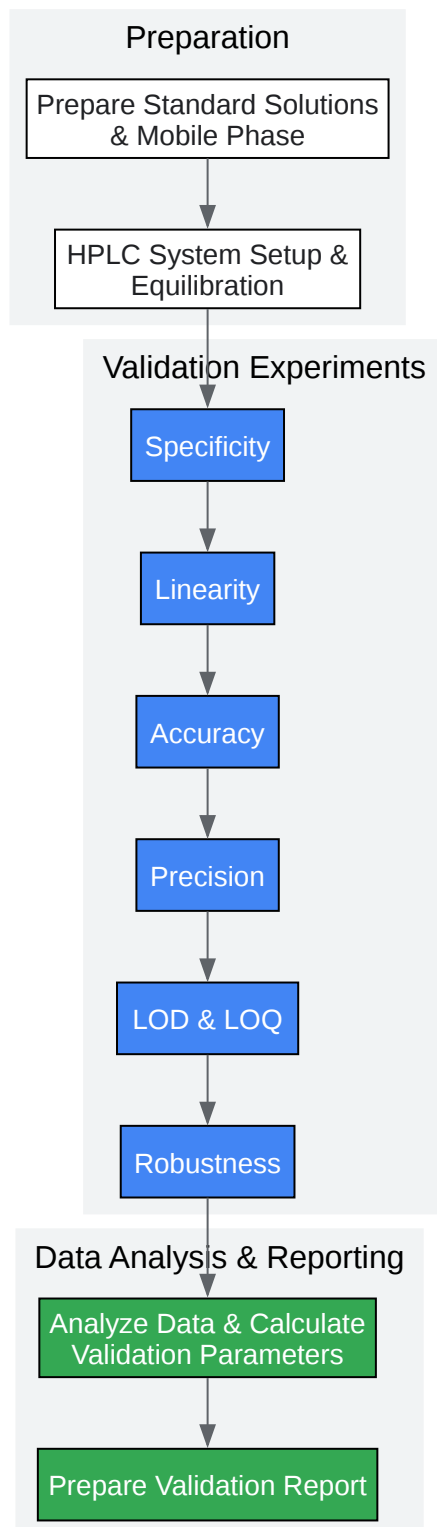 Preparation
Prepare Standard Solutions
& Mobile Phase
HPLC System Setup &
Equilibration
Validation Experiments
Specificity
Linearity
Accuracy
Precision
LOD & LOQ
Robustness
Data Analysis & Reporting
Analyze Data & Calculate
Validation Parameters
Prepare Validation Report